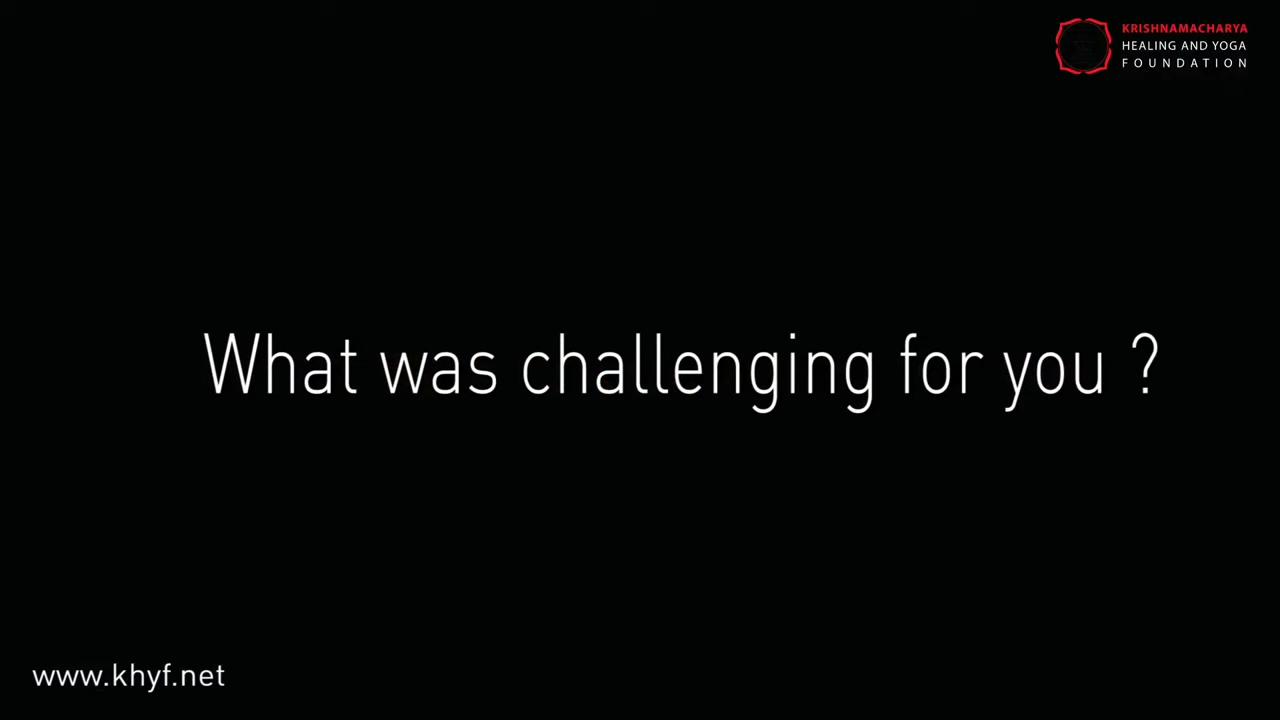 KRISHNAMACHARYA
HEALING AND YOGA
FOUNDATION
What was challenging for you ?
www.khyf.net